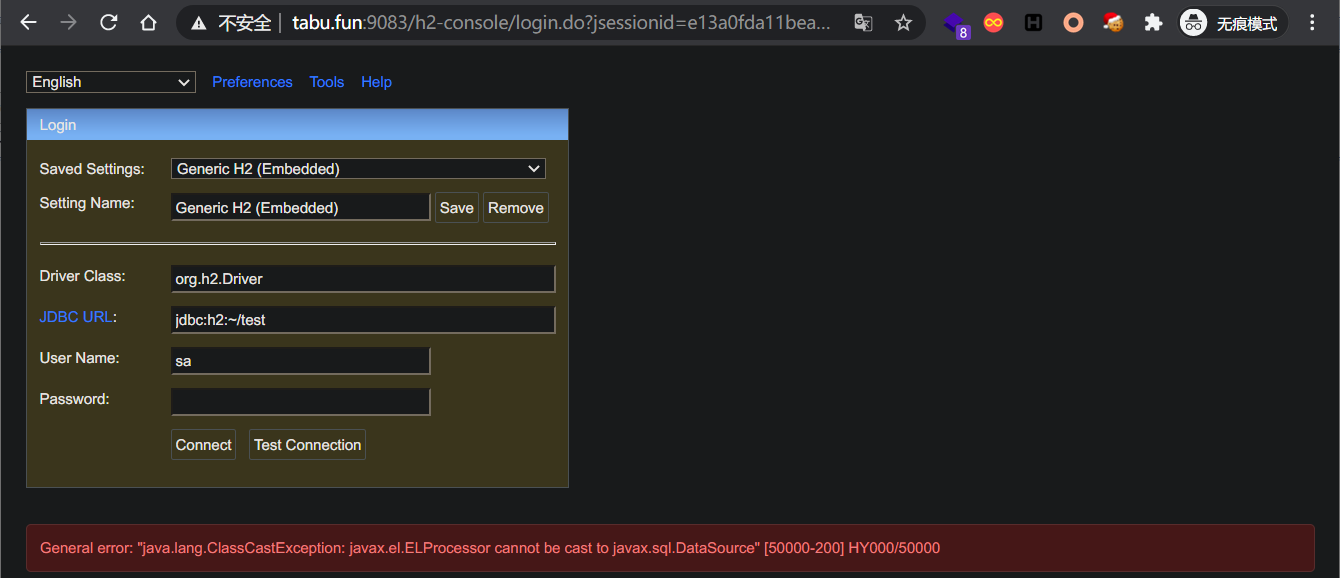 不安全 | tabu.fun:9083/h2-console/login.do?jsessionid=e13a0fda11bea... 8 H 无痕模式
English Preferences Tools Help
Login
Saved Settings: Generic H2 (Embedded)
Setting Name: Generic H2 (Embedded) Save Remove
Driver Class: org.h2.Driver
JDBC URL: jdbc:h2:~/test
User Name: sa
Password:
Connect Test Connection
General error: "java.lang.ClassCastException: javax.el.ELProcessor cannot be cast to javax.sql.DataSource" [50000-200] HY000/50000